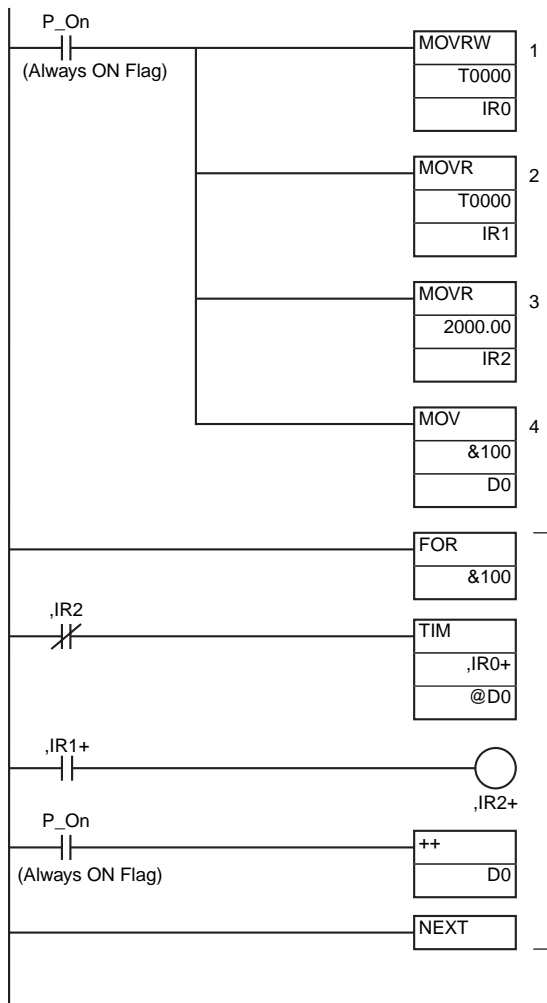 P_On
(Always ON Flag)
MOVRW
1
T0000
IR0
MOVR
2
T0000
IR1
MOVR
3
2000.00
IR2
MOV
4
&100
D0
FOR
&100
,IR2
TIM
,IR0+
@D0
,IR1+
,IR2+
P_On
(Always ON Flag)
++
D0
NEXT